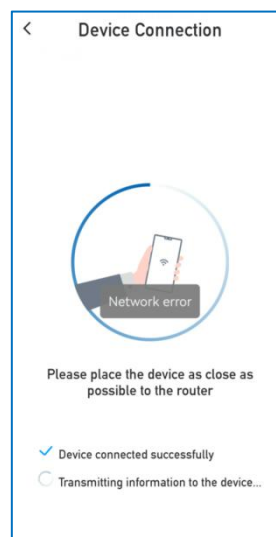 Device Connection
Network error
Please place the device as close as
possible to the router
Device connected successfully
Transmitting information to the device...